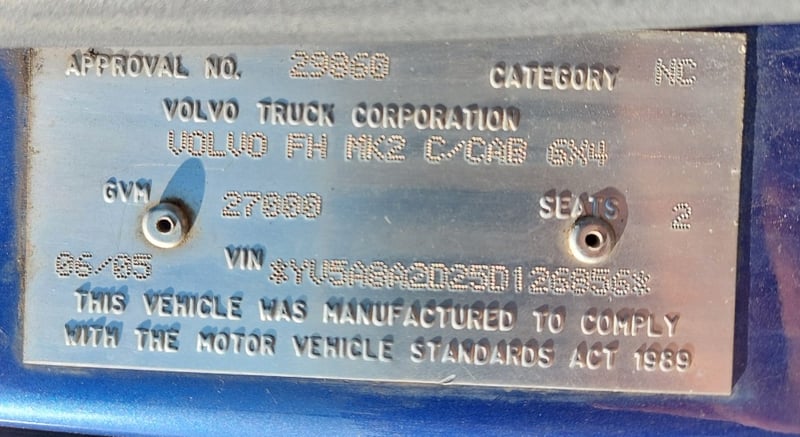 APPROVAL NO. 29860 CATEGORY NC
VOLVO TRUCK CORPORATION
VOLVO FH MK2 C/CAB 6X4
GVM 27000 SEATS 2
06/05 VIN *YV5A8A2D25D126856*
THIS VEHICLE WAS MANUFACTURED TO COMPLY
WITH THE MOTOR VEHICLE STANDARDS ACT 1989